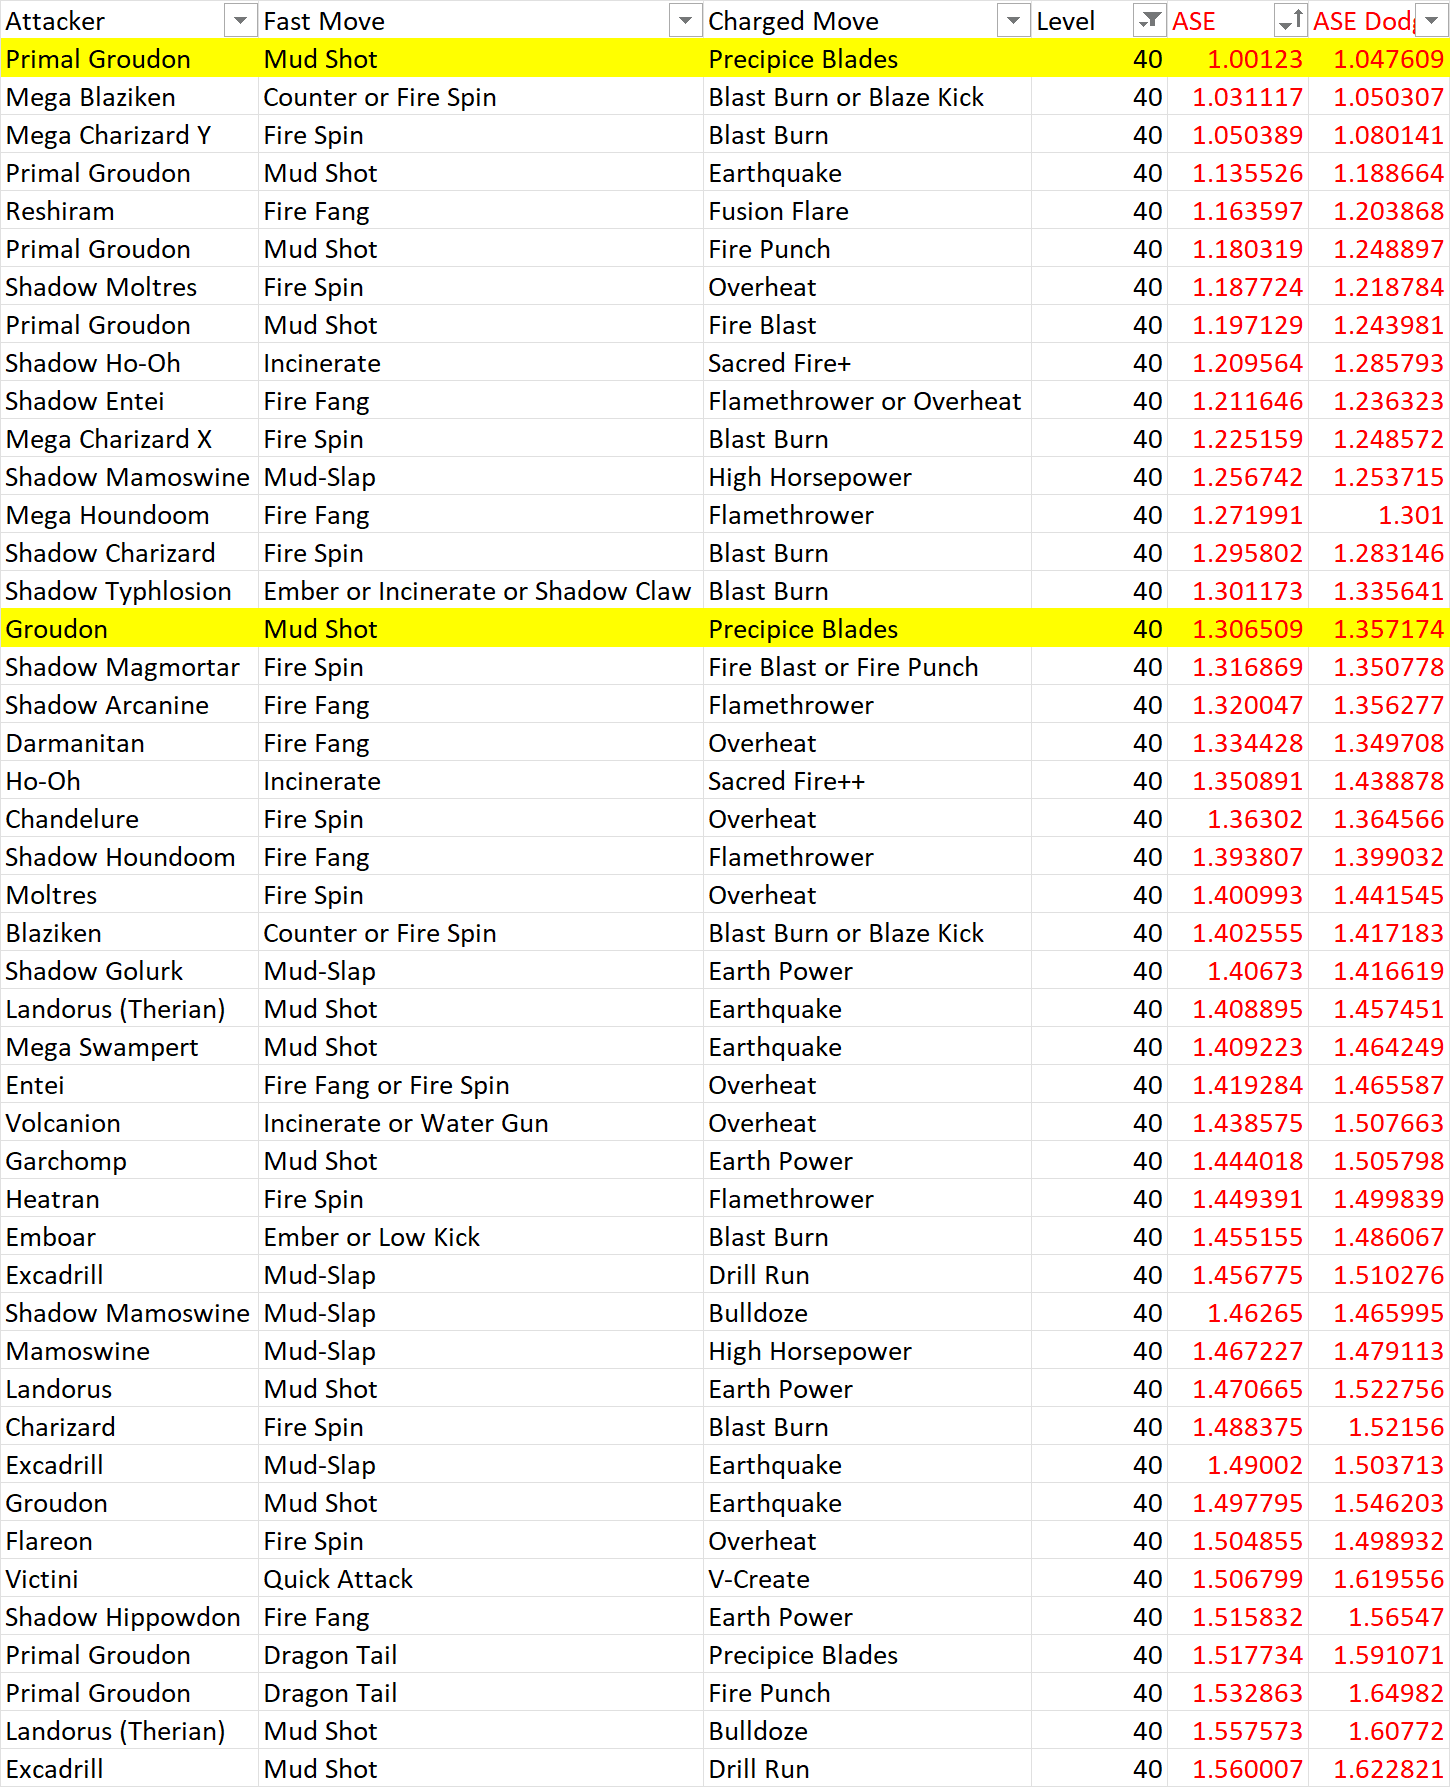 Attacker Fast Move Charged Move Level ASE ASE Dodg
Primal Groudon Mud Shot Precipice Blades 40 1.00123 1.047609
Mega Blaziken Counter or Fire Spin Blast Burn or Blaze Kick 40 1.031117 1.050307
Mega Charizard Y Fire Spin Blast Burn 40 1.050389 1.080141
Primal Groudon Mud Shot Earthquake 40 1.135526 1.188664
Reshiram Fire Fang Fusion Flare 40 1.163597 1.203868
Primal Groudon Mud Shot Fire Punch 40 1.180319 1.248897
Shadow Moltres Fire Spin Overheat 40 1.187724 1.218784
Primal Groudon Mud Shot Fire Blast 40 1.197129 1.243981
Shadow Ho-Oh Incinerate Sacred Fire+ 40 1.209564 1.285793
Shadow Entei Fire Fang Flamethrower or Overheat 40 1.211646 1.236323
Mega Charizard X Fire Spin Blast Burn 40 1.225159 1.248572
Shadow Mamoswine Mud-Slap High Horsepower 40 1.256742 1.253715
Mega Houndoom Fire Fang Flamethrower 40 1.271991 1.301
Shadow Charizard Fire Spin Blast Burn 40 1.295802 1.283146
Shadow Typhlosion Ember or Incinerate or Shadow Claw Blast Burn 40 1.301173 1.335641
Groudon Mud Shot Precipice Blades 40 1.306509 1.357174
Shadow Magmortar Fire Spin Fire Blast or Fire Punch 40 1.316869 1.350778
Shadow Arcanine Fire Fang Flamethrower 40 1.320047 1.356277
Darmanitan Fire Fang Overheat 40 1.334428 1.349708
Ho-Oh Incinerate Sacred Fire++ 40 1.350891 1.438878
Chandelure Fire Spin Overheat 40 1.36302 1.364566
Shadow Houndoom Fire Fang Flamethrower 40 1.393807 1.399032
Moltres Fire Spin Overheat 40 1.400993 1.441545
Blaziken Counter or Fire Spin Blast Burn or Blaze Kick 40 1.402555 1.417183
Shadow Golurk Mud-Slap Earth Power 40 1.40673 1.416619
Landorus (Therian) Mud Shot Earthquake 40 1.408895 1.457451
Mega Swampert Mud Shot Earthquake 40 1.409223 1.464249
Entei Fire Fang or Fire Spin Overheat 40 1.419284 1.465587
Volcanion Incinerate or Water Gun Overheat 40 1.438575 1.507663
Garchomp Mud Shot Earth Power 40 1.444018 1.505798
Heatran Fire Spin Flamethrower 40 1.449391 1.499839
Emboar Ember or Low Kick Blast Burn 40 1.455155 1.486067
Excadrill Mud-Slap Drill Run 40 1.456775 1.510276
Shadow Mamoswine Mud-Slap Bulldoze 40 1.46265 1.465995
Mamoswine Mud-Slap High Horsepower 40 1.467227 1.479113
Landorus Mud Shot Earth Power 40 1.470665 1.522756
Charizard Fire Spin Blast Burn 40 1.488375 1.52156
Excadrill Mud-Slap Earthquake 40 1.49002 1.503713
Groudon Mud Shot Earthquake 40 1.497795 1.546203
Flareon Fire Spin Overheat 40 1.504855 1.498932
Victini Quick Attack V-Create 40 1.506799 1.619556
Shadow Hippowdon Fire Fang Earth Power 40 1.515832 1.56547
Primal Groudon Dragon Tail Precipice Blades 40 1.517734 1.591071
Primal Groudon Dragon Tail Fire Punch 40 1.532863 1.64982
Landorus (Therian) Mud Shot Bulldoze 40 1.557573 1.60772
Excadrill Mud Shot Drill Run 40 1.560007 1.622821